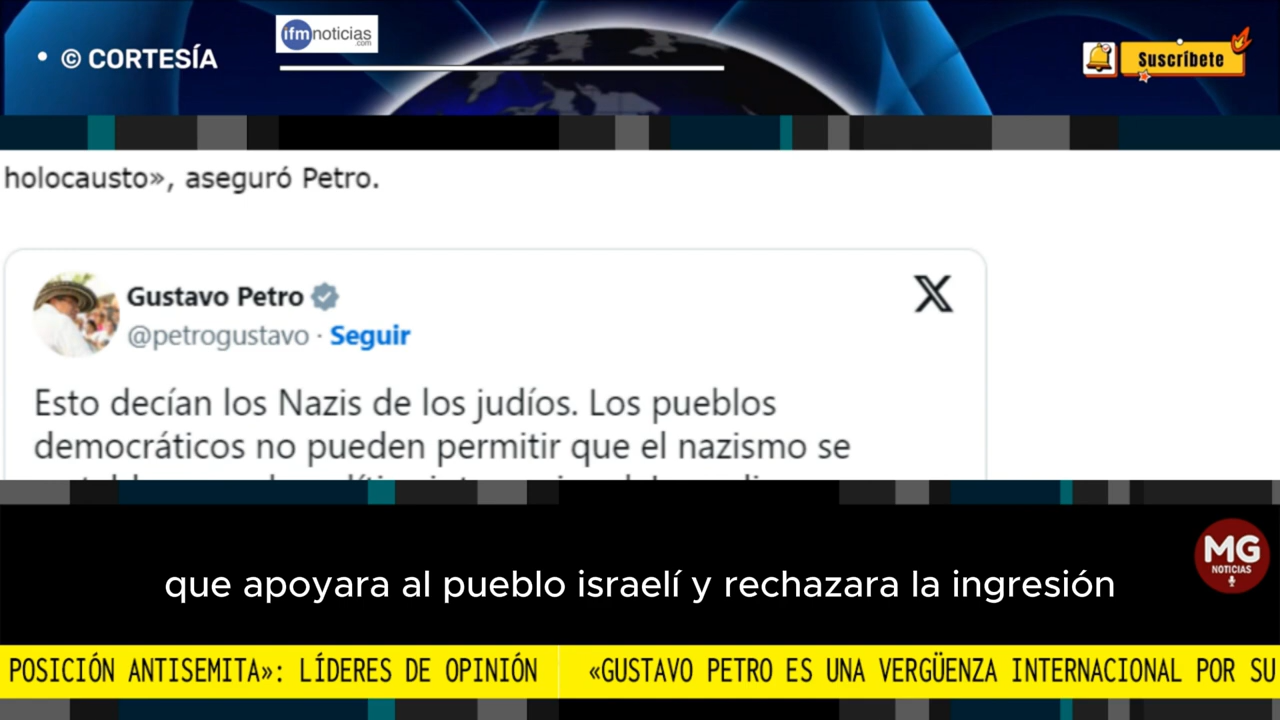 • © CORTESÍA
ifmnoticias
.com
Suscríbete
holocausto», aseguró Petro.
Gustavo Petro
@petrogustavo · Seguir
Esto decían los Nazis de los judíos. Los pueblos
democráticos no pueden permitir que el nazismo se
que apoyara al pueblo israelí y rechazara la ingresión
MG
NOTICIAS
POSICIÓN ANTISEMITA»: LÍDERES DE OPINIÓN «GUSTAVO PETRO ES UNA VERGÜENZA INTERNACIONAL POR SU